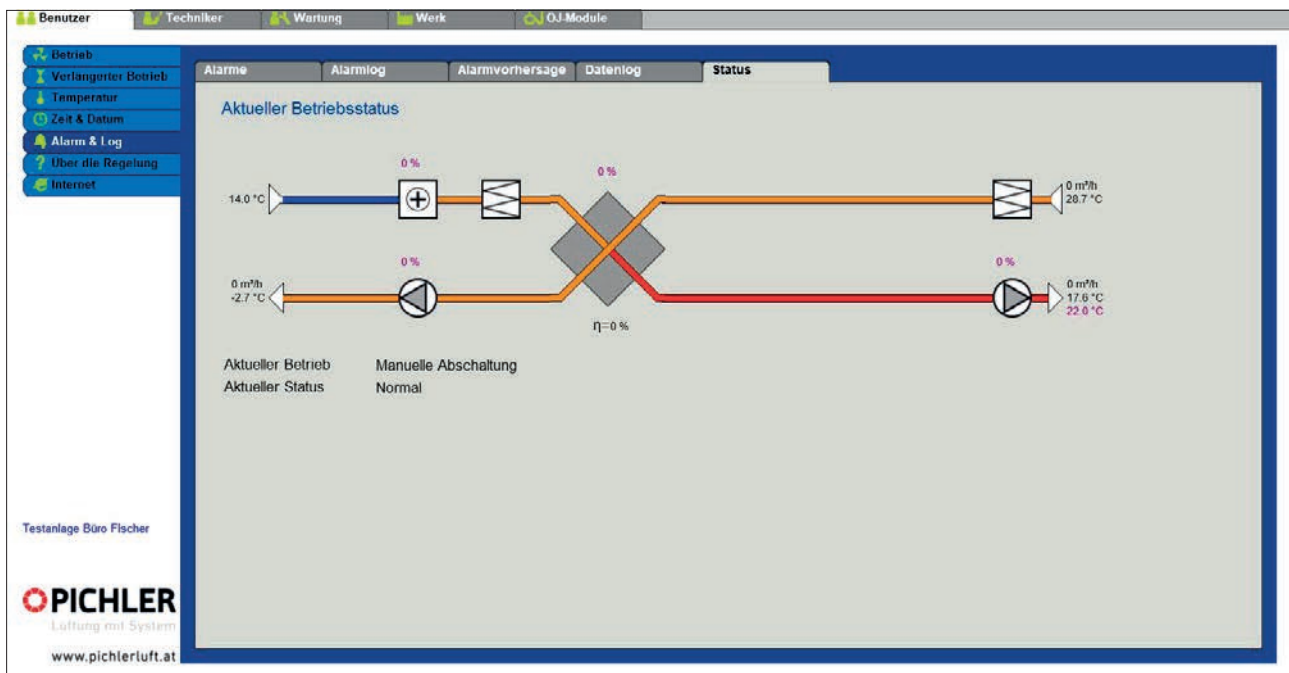 Benutzer
Techniker
Wartung
Werk
OJ-Module
Betrieb
Verlängerter Betrieb
Temperatur
Zeit & Datum
Alarm & Log
Über die Regelung
Internet
Alarme
Alarmlog
Alarmvorhersage
Datenlog
Status
Aktueller Betriebsstatus
0 %
0 %
14.0 °C
0 m³/h
28.7 °C
0 %
0 %
0 m³/h
-2.7 °C
0 m³/h
17.6 °C
22.0 °C
η=0 %
Aktueller Betrieb Manuelle Abschaltung
Aktueller Status Normal
Testanlage Büro Fischer
PICHLER
Lüftung mit System
www.pichlerluft.at